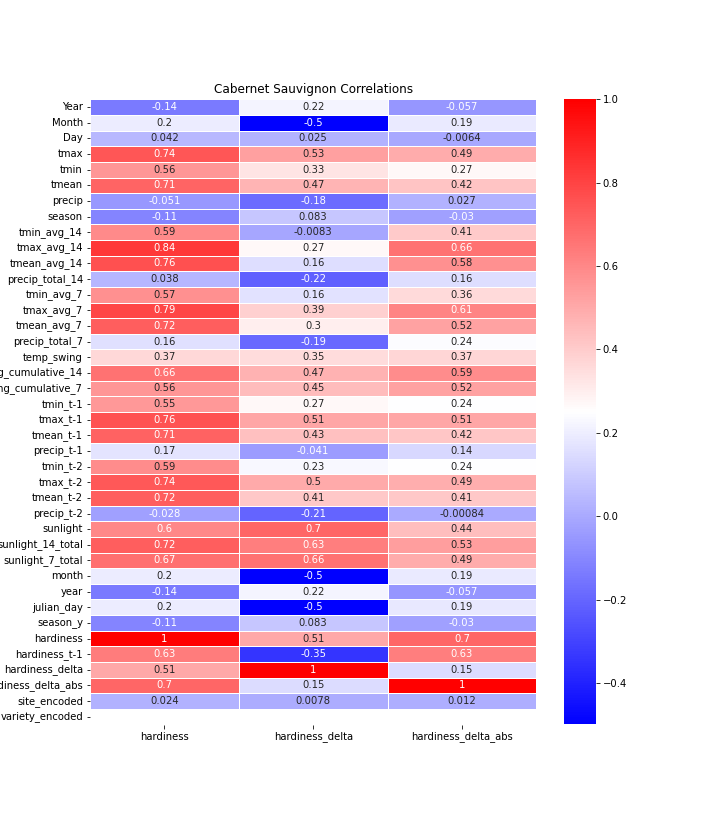 Cabernet Sauvignon Correlations
Year -0.14 0.22 -0.057
Month 0.2 -0.5 0.19
Day 0.042 0.025 -0.0064
tmax 0.74 0.53 0.49
tmin 0.56 0.33 0.27
tmean 0.71 0.47 0.42
precip -0.051 -0.18 0.027
season -0.11 0.083 -0.03
tmin_avg_14 0.59 -0.0083 0.41
tmax_avg_14 0.84 0.27 0.66
tmean_avg_14 0.76 0.16 0.58
precip_total_14 0.038 -0.22 0.16
tmin_avg_7 0.57 0.16 0.36
tmax_avg_7 0.79 0.39 0.61
tmean_avg_7 0.72 0.3 0.52
precip_total_7 0.16 -0.19 0.24
temp_swing 0.37 0.35 0.37
g_cumulative_14 0.66 0.47 0.59
ng_cumulative_7 0.56 0.45 0.52
tmin_t-1 0.55 0.27 0.24
tmax_t-1 0.76 0.51 0.51
tmean_t-1 0.71 0.43 0.42
precip_t-1 0.17 -0.041 0.14
tmin_t-2 0.59 0.23 0.24
tmax_t-2 0.74 0.5 0.49
tmean_t-2 0.72 0.41 0.41
precip_t-2 -0.028 -0.21 -0.00084
sunlight 0.6 0.7 0.44
sunlight_14_total 0.72 0.63 0.53
sunlight_7_total 0.67 0.66 0.49
month 0.2 -0.5 0.19
year -0.14 0.22 -0.057
julian_day 0.2 -0.5 0.19
season_y -0.11 0.083 -0.03
hardiness 1 0.51 0.7
hardiness_t-1 0.63 -0.35 0.63
hardiness_delta 0.51 1 0.15
diness_delta_abs 0.7 0.15 1
site_encoded 0.024 0.0078 0.012
variety_encoded
hardiness hardiness_delta hardiness_delta_abs
1.0
0.8
0.6
0.4
0.2
0.0
−0.2
−0.4